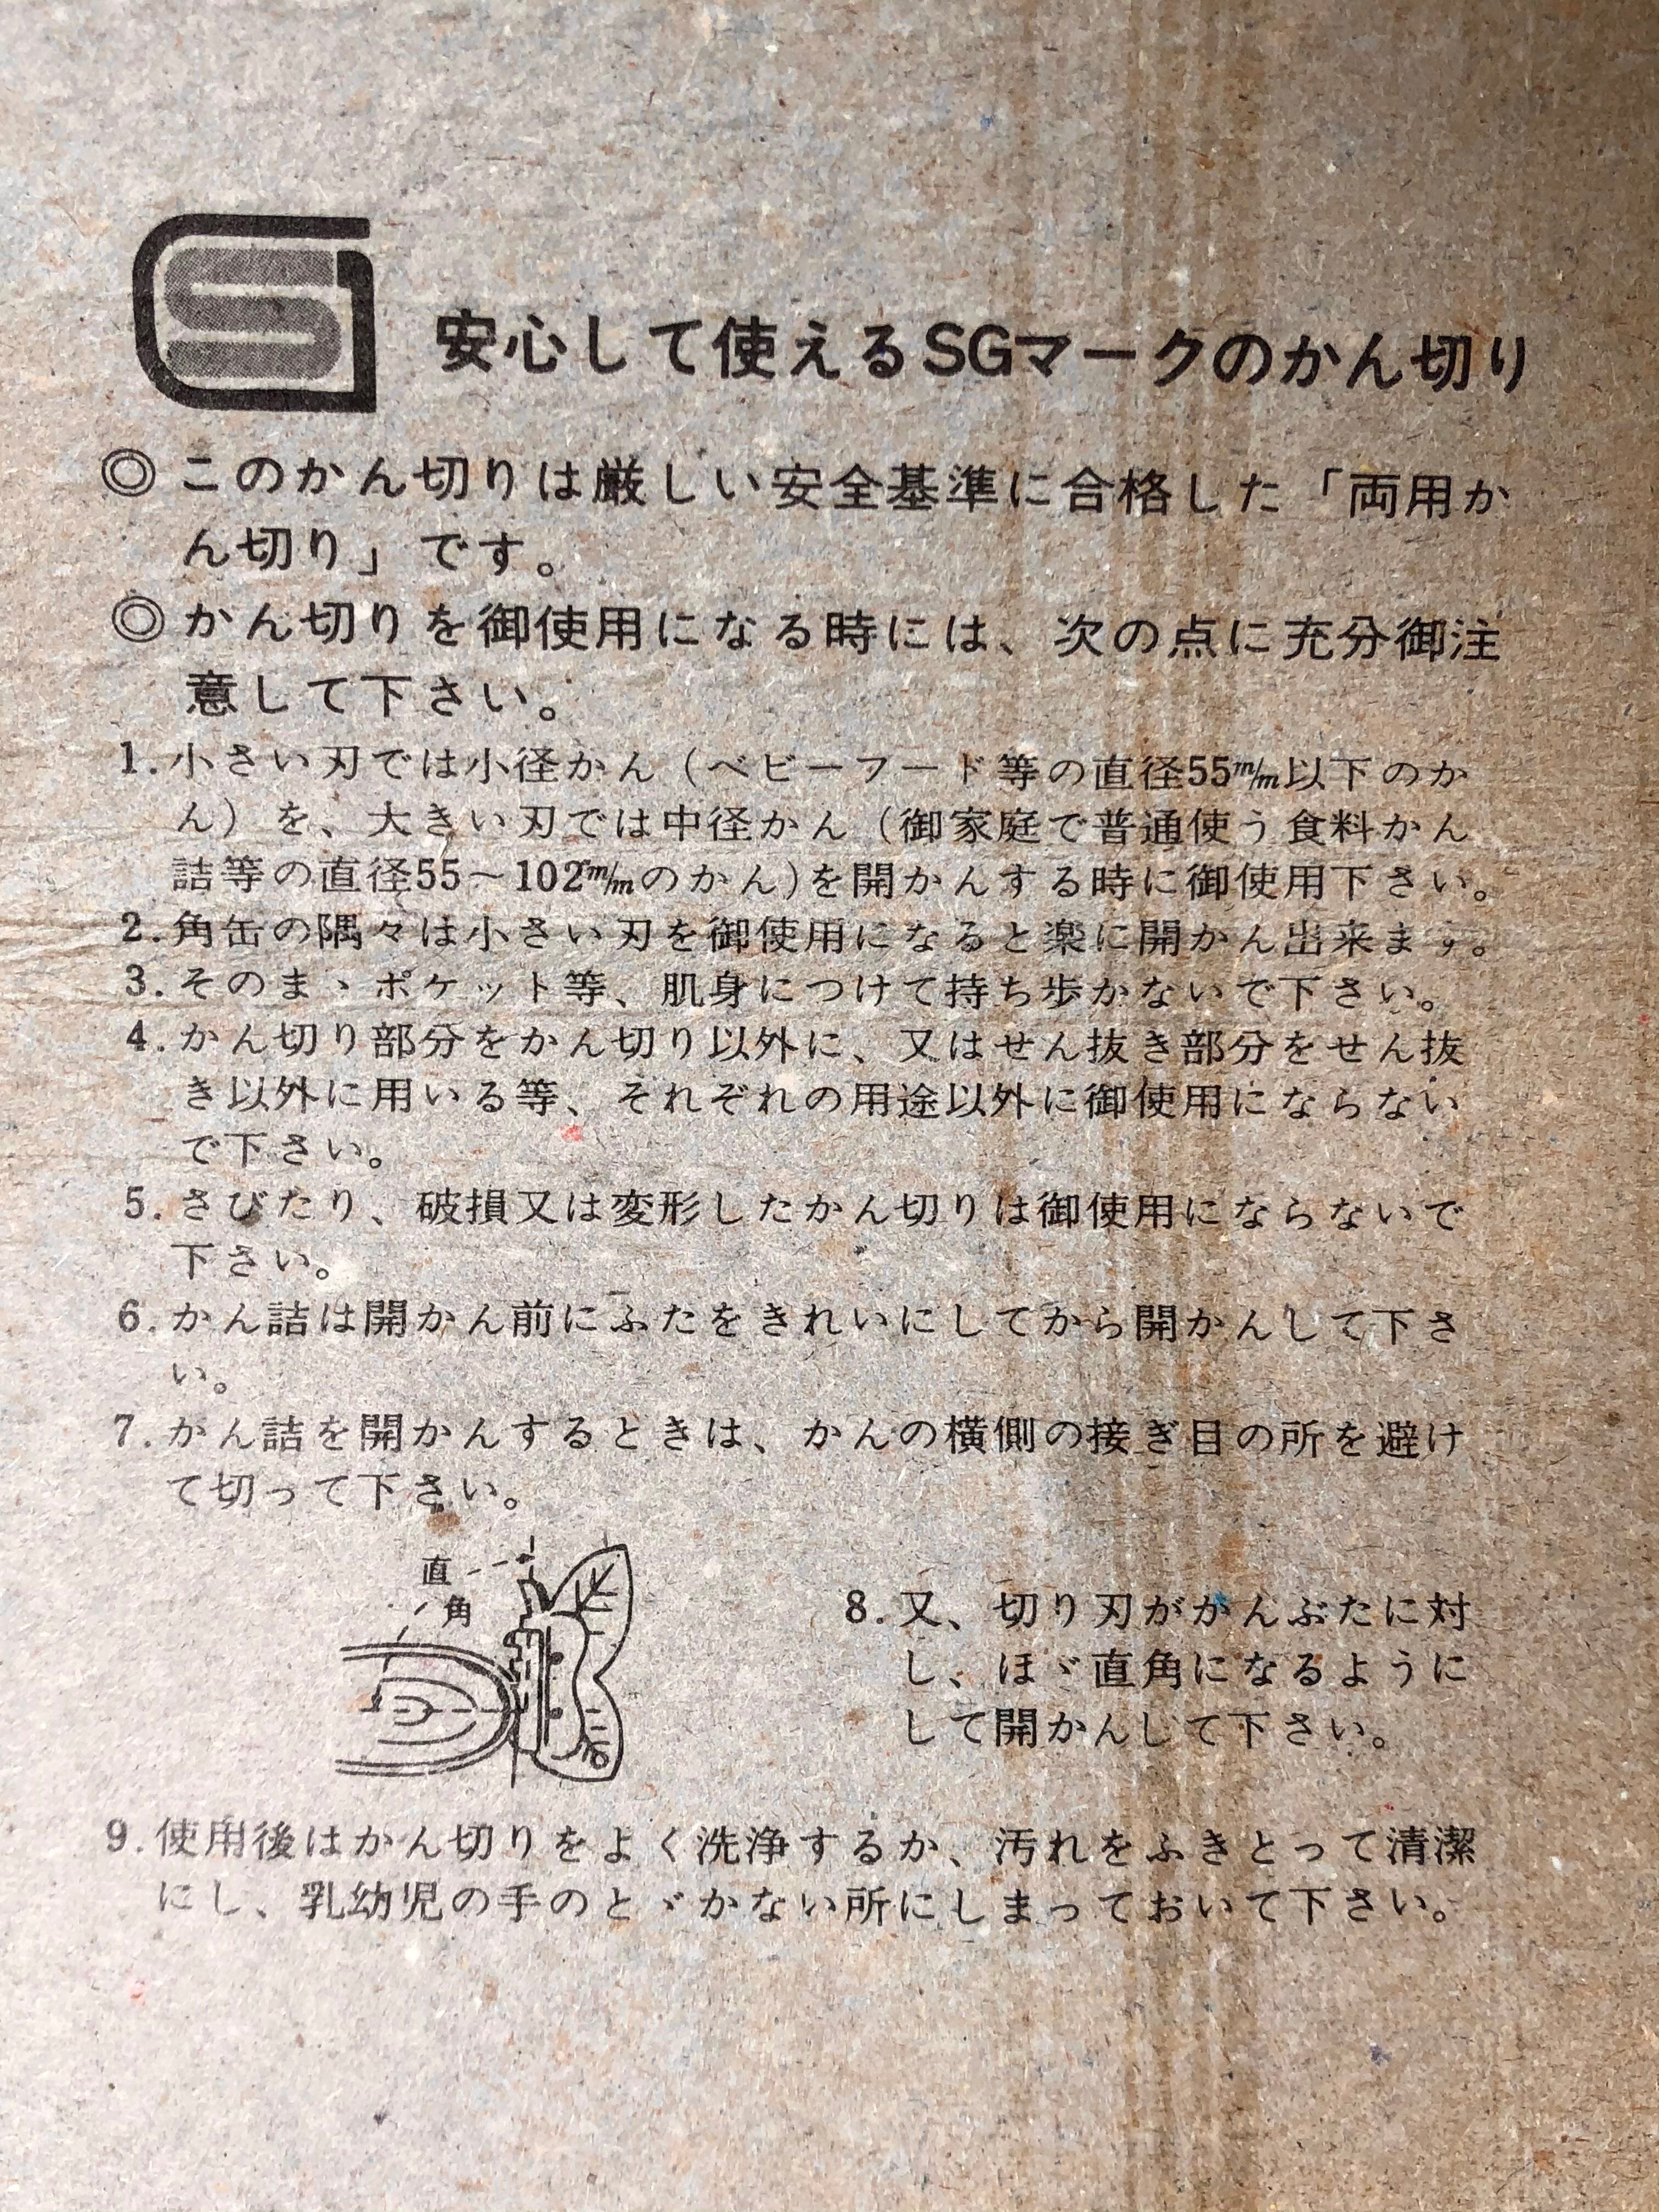 安心して使えるSGマークのかん切り
◎このかん切りは厳しい安全基準に合格した「両用か
ん切り」です。
◎かん切りを御使用になる時には、次の点に充分御注
意して下さい。
1.小さい刃では小径かん（ベビーフード等の直径55m/m以下のか
ん）を、大きい刃では中径かん（御家庭で普通使う食料かん
詰等の直径55～102m/mのかん)を開かんする時に御使用下さい。
2.角缶の隅々は小さい刃を御使用になると楽に開かん出来ます。
3.そのまゝポケット等、肌身につけて持ち歩かないで下さい。
4.かん切り部分をかん切り以外に、又はせん抜き部分をせん抜
き以外に用いる等、それぞれの用途以外に御使用にならない
で下さい。
5.さびたり、破損又は変形したかん切りは御使用にならないで
下さい。
6.かん詰は開かん前にふたをきれいにしてから開かんして下さ
い。
7.かん詰を開かんするときは、かんの横側の接ぎ目の所を避け
て切って下さい。
直
角
8.又、切り刃がかんぶたに対
し、ほゞ直角になるように
して開かんして下さい。
9.使用後はかん切りをよく洗浄するか、汚れをふきとって清潔
にし、乳幼児の手のとゞかない所にしまっておいて下さい。